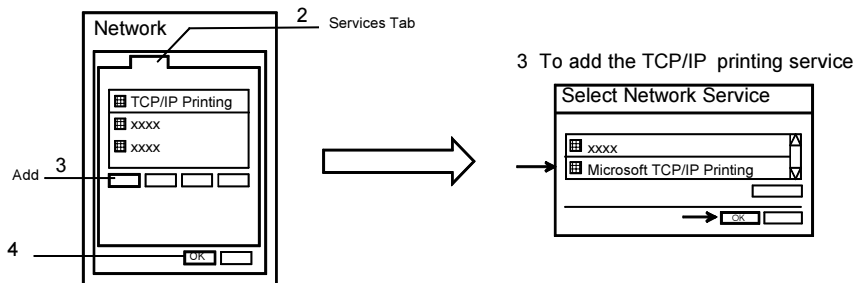 Network
2 Services Tab
TCP/IP Printing
xxxx
xxxx
Add 3
4
OK
3 To add the TCP/IP printing service
Select Network Service
xxxx
Microsoft TCP/IP Printing
OK